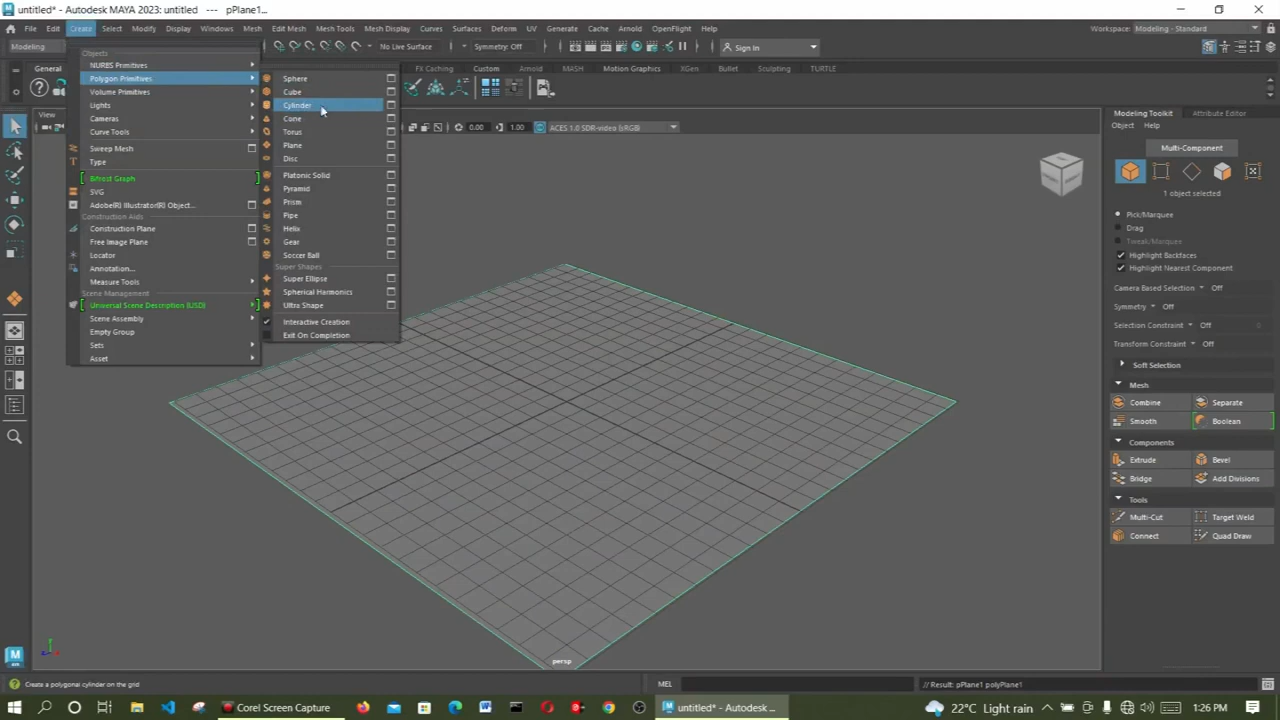 untitled* - Autodesk MAYA 2023: untitled --- pPlane1...
File Edit Create Select Modify Display Windows Mesh Edit Mesh Mesh Tools Mesh Display Curves Surfaces Deform UV Generate Cache Arnold OpenFlight Help
Workspace: Modeling - Standard
Modeling
No Live Surface
Symmetry: Off
Sign In
General
FX Caching Custom Arnold MASH Motion Graphics XGen Bullet Sculpting TURTLE
View
0.00
1.00
ACES 1.0 SDR-video (sRGB)
Objects
NURBS Primitives
Polygon Primitives
Volume Primitives
Lights
Cameras
Curve Tools
Sweep Mesh
Type
Bifrost Graph
SVG
Adobe(R) Illustrator(R) Object...
Construction Aids
Construction Plane
Free Image Plane
Locator
Annotation...
Measure Tools
Scene Management
Universal Scene Description (USD)
Scene Assembly
Empty Group
Sets
Asset
Sphere
Cube
Cylinder
Cone
Torus
Plane
Disc
Platonic Solid
Pyramid
Prism
Pipe
Helix
Gear
Soccer Ball
Super Shapes
Super Ellipse
Spherical Harmonics
Ultra Shape
Interactive Creation
Exit On Completion
persp
Modeling Toolkit Attribute Editor
Object Help
Multi-Component
1 object selected
Pick/Marquee
Drag
Tweak/Marquee
Highlight Backfaces
Highlight Nearest Component
Camera Based Selection Off
Symmetry Off
Selection Constraint Off
Transform Constraint Off
Soft Selection
Mesh
Combine Separate
Smooth Boolean
Components
Extrude Bevel
Bridge Add Divisions
Tools
Multi-Cut Target Weld
Connect Quad Draw
Create a polygonal cylinder on the grid
MEL
// Result: pPlane1 polyPlane1
Corel Screen Capture
untitled* - Autodesk ...
22°C Light rain
1:26 PM